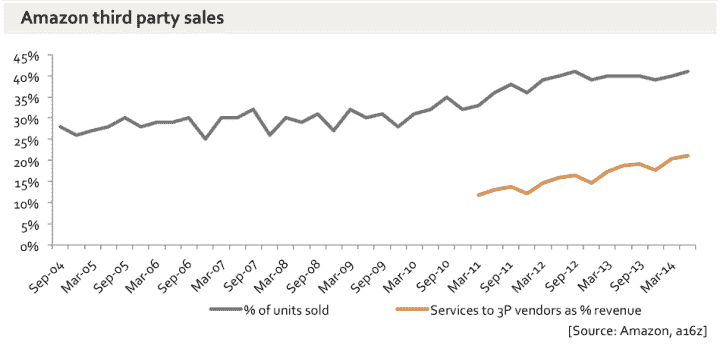 Amazon third party sales
45%
40%
35%
30%
25%
20%
15%
10%
5%
0%
Sep-04
Mar-05
Sep-05
Mar-06
Sep-06
Mar-07
Sep-07
Mar-08
Sep-08
Mar-09
Sep-09
Mar-10
Sep-10
Mar-11
Sep-11
Mar-12
Sep-12
Mar-13
Sep-13
Mar-14
% of units sold
Services to 3P vendors as % revenue
[Source: Amazon, a16z]